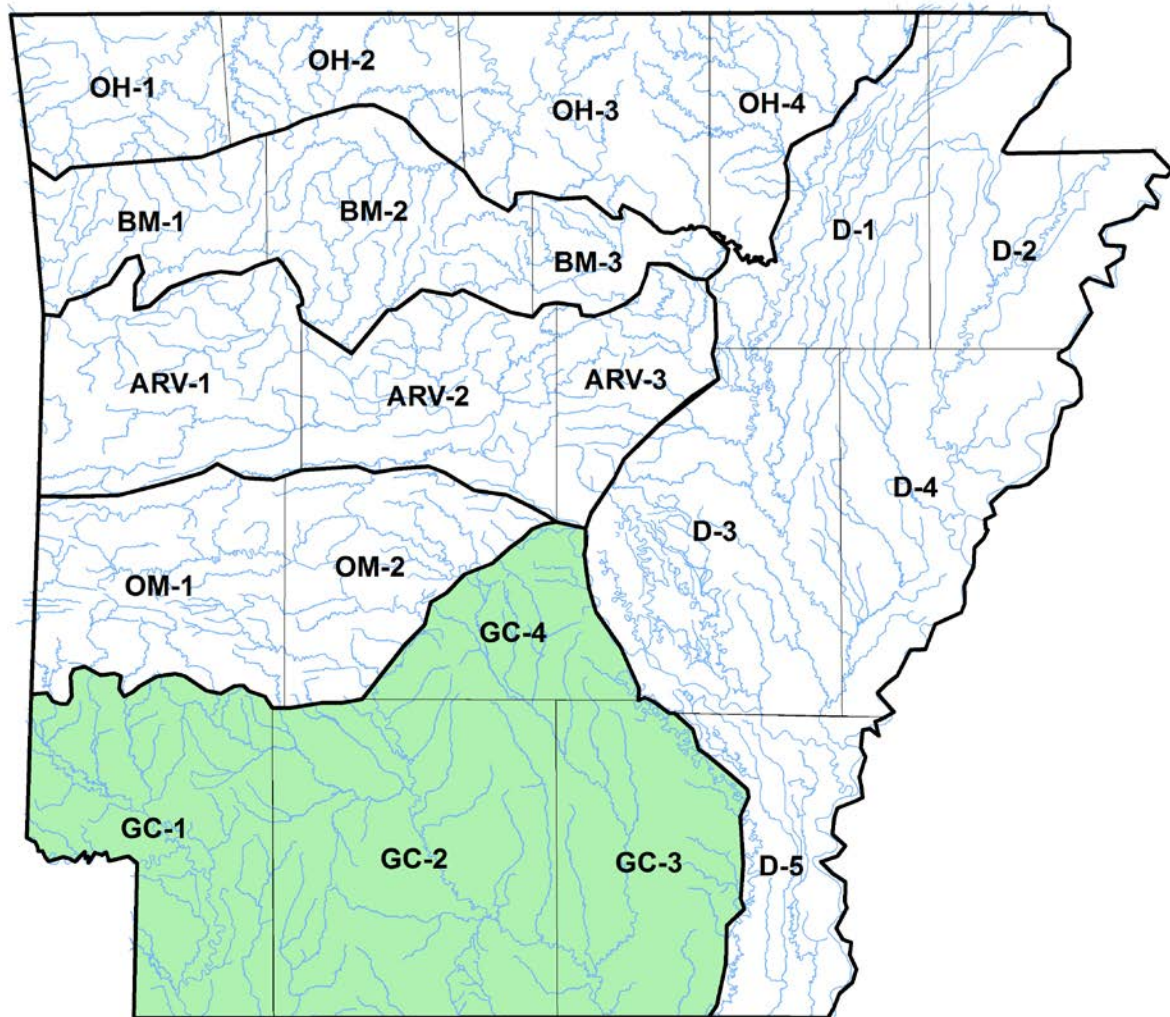 OH-1
OH-2
OH-3
OH-4
BM-1
BM-2
BM-3
D-1
D-2
ARV-1
ARV-2
ARV-3
D-3
D-4
OM-1
OM-2
GC-4
GC-1
GC-2
GC-3
D-5